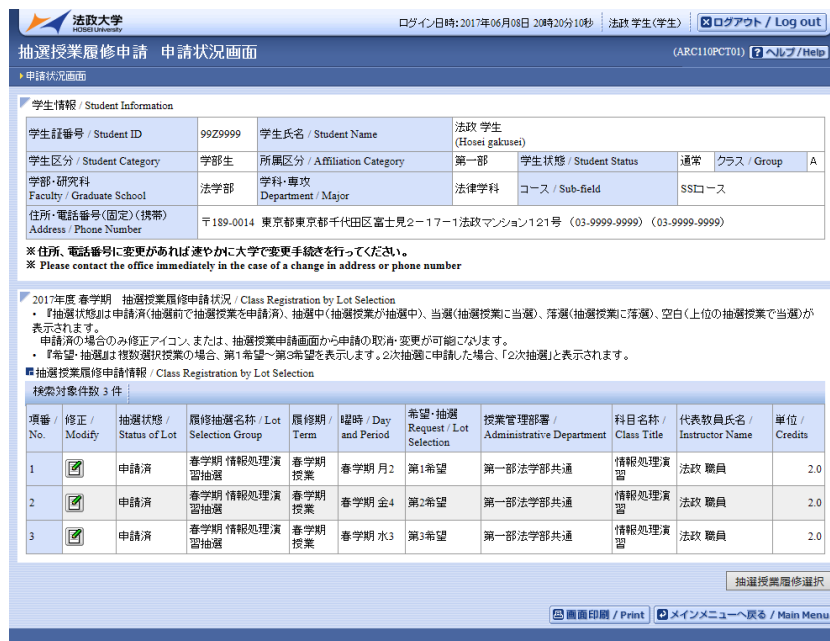 法政大学
HOSEI University
ログイン日時:2017年06月08日 20時20分10秒 法政 学生(学生) ログアウト / Log out
抽選授業履修申請 申請状況画面 (ARC110PCT01) ヘルプ/Help
申請状況画面
学生情報 / Student Information
学生証番号 / Student ID 99Z9999 学生氏名 / Student Name 法政 学生
(Hosei gakusei)
学生区分 / Student Category 学部生 所属区分 / Affiliation Category 第一部 学生状態 / Student Status 通常 クラス / Group A
学部・研究科
Faculty / Graduate School 法学部 学科・専攻
Department / Major 法律学科 コース / Sub-field SSIコース
住所・電話番号(固定)(携帯)
Address / Phone Number 〒189-0014 東京都東京都千代田区富士見2-17-1法政マンション121号 (03-9999-9999) (03-9999-9999)
※住所、電話番号に変更があれば速やかに大学で変更手続きを行ってください。
※ Please contact the office immediately in the case of a change in address or phone number
2017年度 春学期 抽選授業履修申請状況 / Class Registration by Lot Selection
・『抽選状態』は申請済(抽選前で抽選授業を申請)、抽選中(抽選授業が抽選中)、当選(抽選授業に当選)、落選(抽選授業に落選)、空白(上位の抽選授業で当選)が
表示されます。
申請済の場合のみ修正アイコン、または、抽選授業申請画面から申請の取消・変更が可能になります。
・『希望・抽選』は複数選択授業の場合、第1希望～第3希望を表示します。2次抽選に申請した場合、「2次抽選」と表示されます。
抽選授業履修申請情報 / Class Registration by Lot Selection
検索対象件数 3 件
項番 / No. 修正 / Modify 抽選状態 / Status of Lot 履修抽選名称 / Lot Selection Group 履修期 / Term 曜時 / Day and Period 希望・抽選 Request / Lot Selection 授業管理部署 / Administrative Department 科目名称 / Class Title 代表教員氏名 / Instructor Name 単位 / Credits
1 申請済 春学期 情報処理演習抽選 春学期授業 春学期 月2 第1希望 第一部法学部共通 情報処理演習 法政 職員 2.0
2 申請済 春学期 情報処理演習抽選 春学期授業 春学期 金4 第2希望 第一部法学部共通 情報処理演習 法政 職員 2.0
3 申請済 春学期 情報処理演習抽選 春学期授業 春学期 水3 第3希望 第一部法学部共通 情報処理演習 法政 職員 2.0
抽選授業履修選択
画面印刷 / Print メインメニューへ戻る / Main Menu